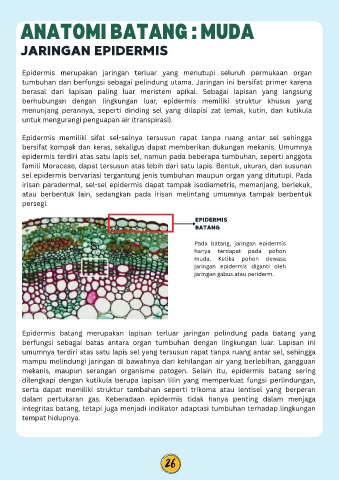 ANATOMI BATANG : MUDA
JARINGAN EPIDERMIS
Epidermis merupakan jaringan terluar yang menutupi seluruh permukaan organ
tumbuhan dan berfungsi sebagai pelindung utama. Jaringan ini bersifat primer karena
berasal dari lapisan paling luar meristem apikal. Sebagai lapisan yang langsung
berhubungan dengan lingkungan luar, epidermis memiliki struktur khusus yang
menunjang perannya, seperti dinding sel yang dilapisi zat lemak, kutin, dan kutikula
untuk mengurangi penguapan air (transpirasi).
Epidermis memiliki sifat sel-selnya tersusun rapat tanpa ruang antar sel sehingga
bersifat kompak dan keras, sekaligus dapat memberikan dukungan mekanis. Umumnya
epidermis terdiri atas satu lapis sel, namun pada beberapa tumbuhan, seperti anggota
famili Moraceae, dapat tersusun atas lebih dari satu lapis. Bentuk, ukuran, dan susunan
sel epidermis bervariasi tergantung jenis tumbuhan maupun organ yang ditutupi. Pada
irisan paradermal, sel-sel epidermis dapat tampak isodiametris, memanjang, berlekuk,
atau berbentuk lain, sedangkan pada irisan melintang umumnya tampak berbentuk
persegi.
EPIDERMIS
BATANG
Pada batang, jaringan epidermis
hanya terdapat pada pohon
muda. Ketika pohon dewasa
jaringan epidermis diganti oleh
jaringan gabus atau periderm.
Epidermis batang merupakan lapisan terluar jaringan pelindung pada batang yang
berfungsi sebagai batas antara organ tumbuhan dengan lingkungan luar. Lapisan ini
umumnya terdiri atas satu lapis sel yang tersusun rapat tanpa ruang antar sel, sehingga
mampu melindungi jaringan di bawahnya dari kehilangan air yang berlebihan, gangguan
mekanis, maupun serangan organisme patogen. Selain itu, epidermis batang sering
dilengkapi dengan kutikula berupa lapisan lilin yang memperkuat fungsi perlindungan,
serta dapat memiliki struktur tambahan seperti trikoma atau lentisel yang berperan
dalam pertukaran gas. Keberadaan epidermis tidak hanya penting dalam menjaga
integritas batang, tetapi juga menjadi indikator adaptasi tumbuhan terhadap lingkungan
tempat hidupnya.
26